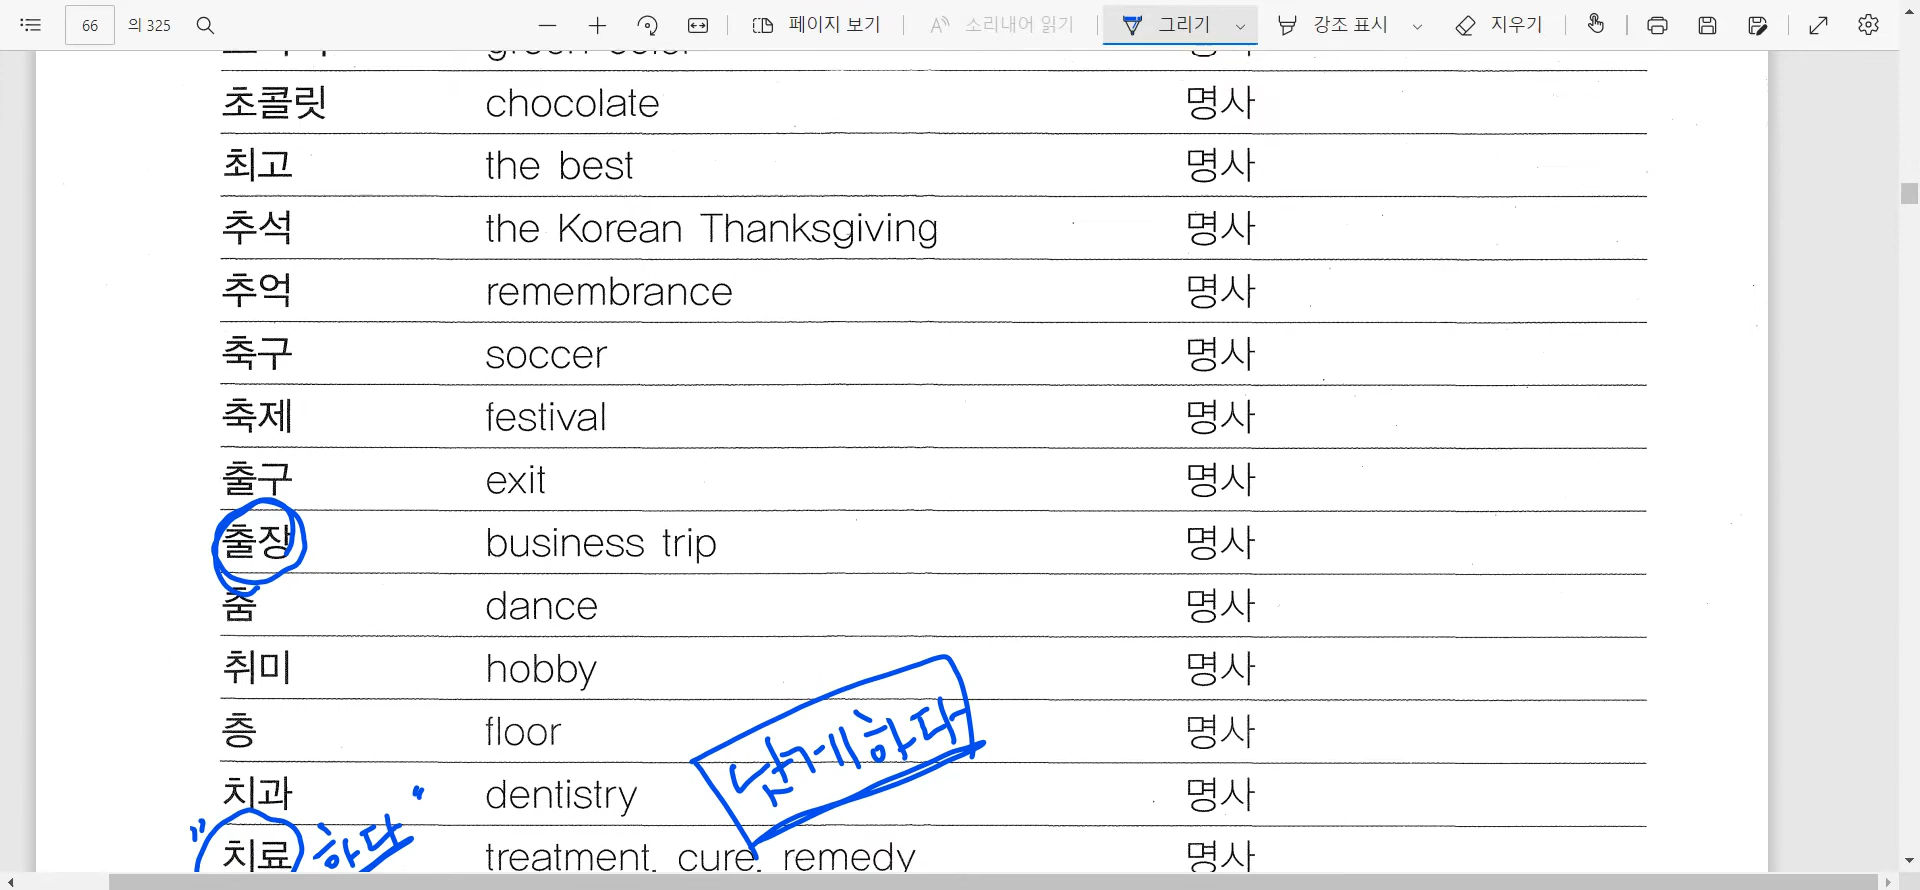 66 의 325 페이지 보기 소리내어 읽기 그리기 강조 표시 지우기
green color
초콜릿 chocolate 명사
최고 the best 명사
추석 the Korean Thanksgiving 명사
추억 remembrance 명사
축구 soccer 명사
축제 festival 명사
출구 exit 명사
출장 business trip 명사
춤 dance 명사
취미 hobby 명사
층 floor 명사
낫게하다
치과 dentistry 명사
"치료하다" treatment, cure, remedy 명사